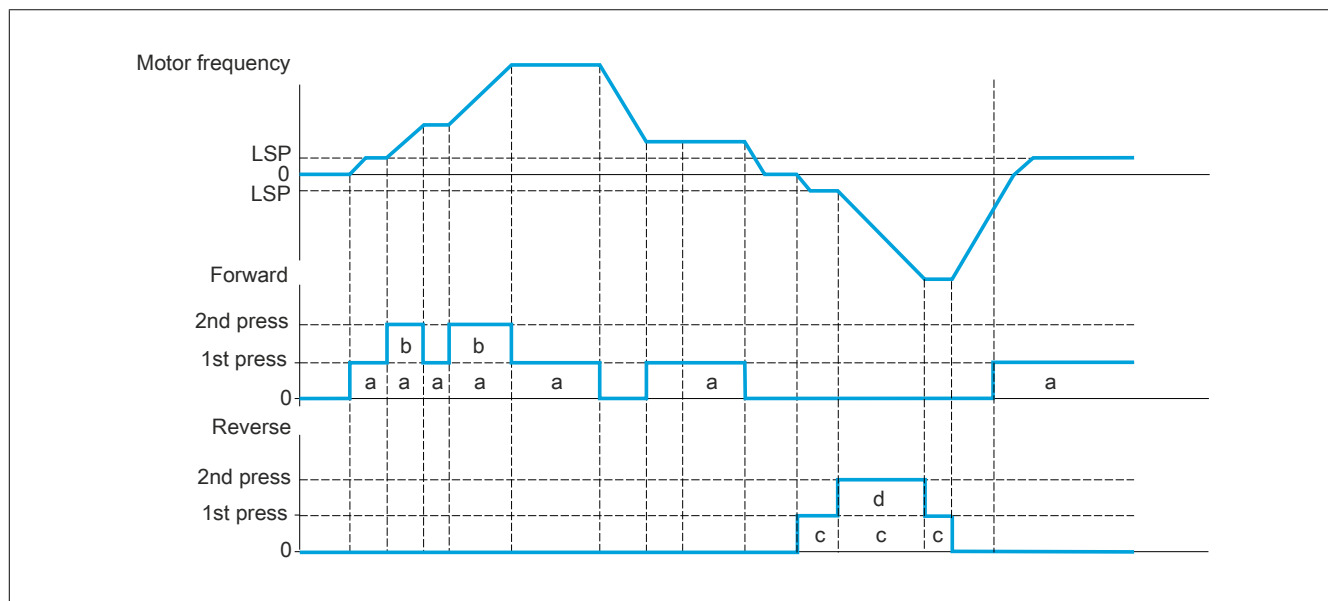 Motor frequency
LSP
0
LSP
Forward
2nd press
b b
1st press
a a a a a a a
0
Reverse
2nd press
d
1st press
c c c
0